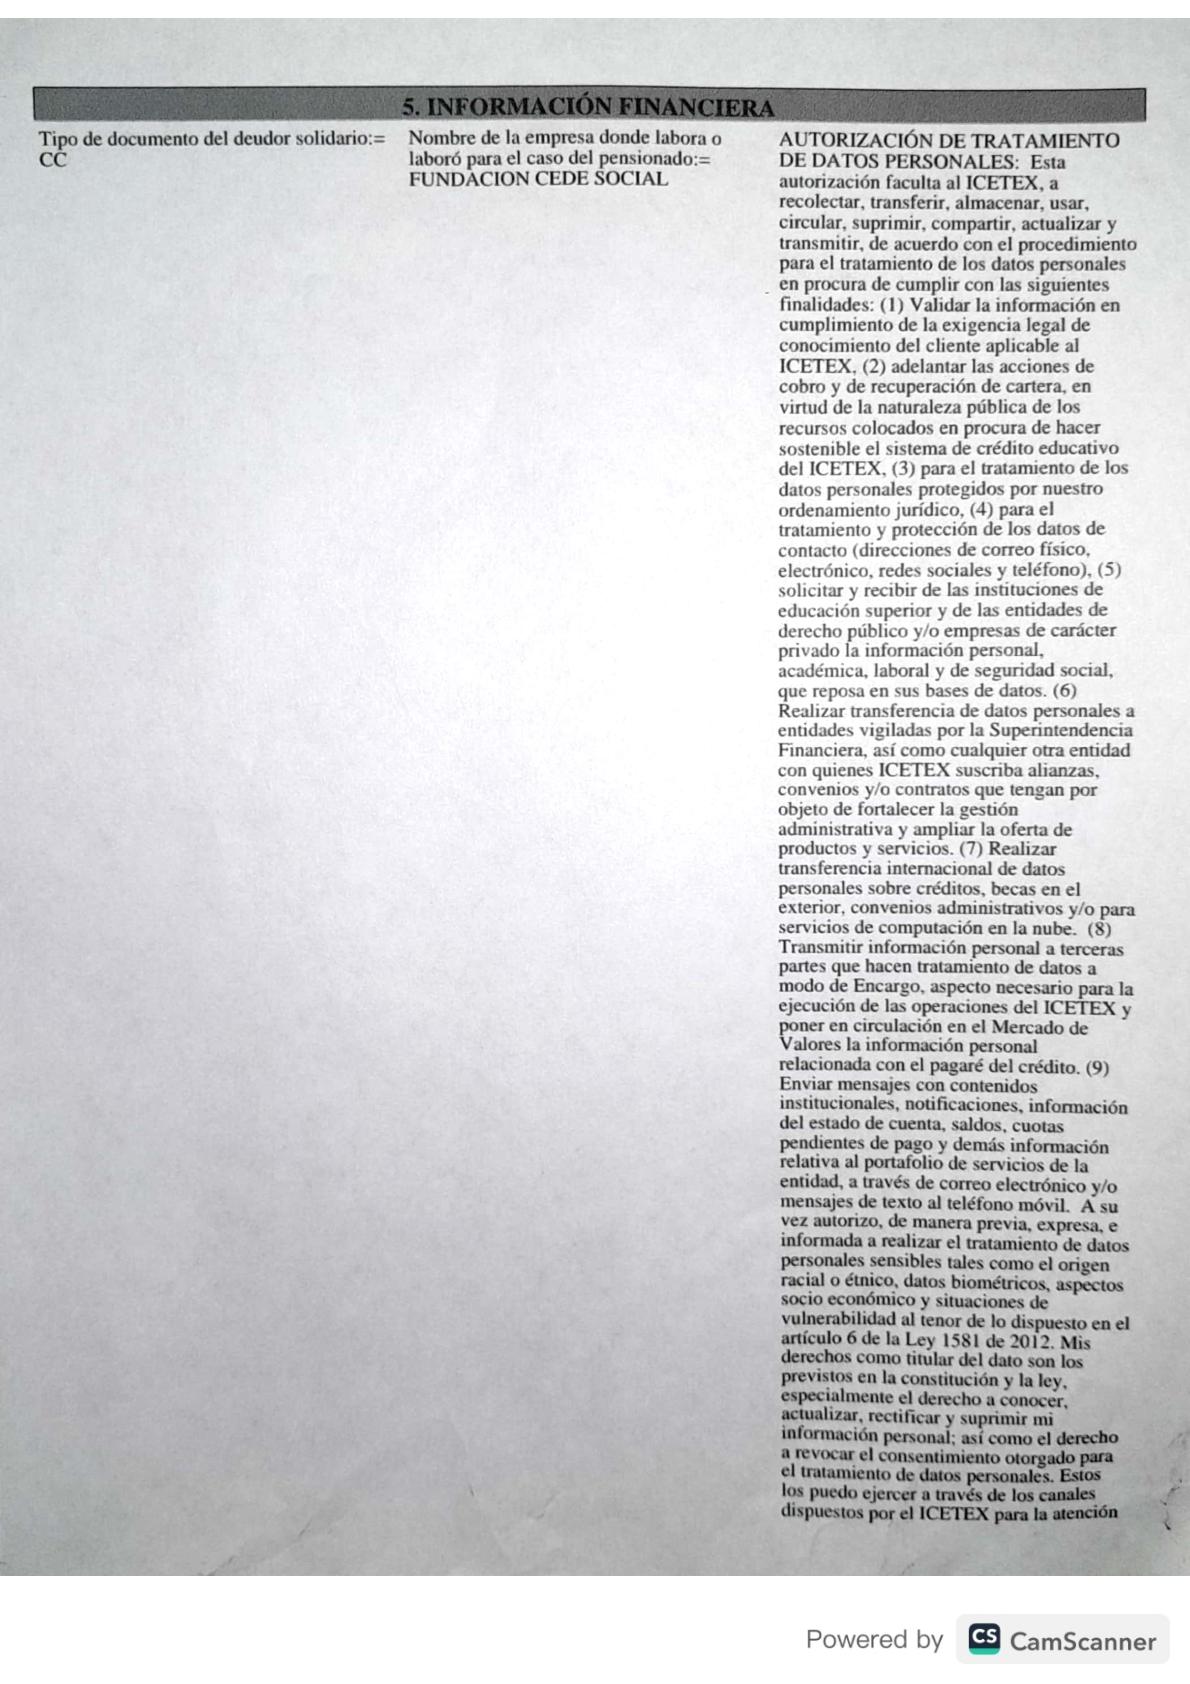 5. INFORMACIÓN FINANCIERA
Tipo de documento del deudor solidario:=
CC
Nombre de la empresa donde labora o
laboró para el caso del pensionado:=
FUNDACION CEDE SOCIAL
AUTORIZACIÓN DE TRATAMIENTO
DE DATOS PERSONALES: Esta
autorización faculta al ICETEX, a
recolectar, transferir, almacenar, usar,
circular, suprimir, compartir, actualizar y
transmitir, de acuerdo con el procedimiento
para el tratamiento de los datos personales
en procura de cumplir con las siguientes
finalidades: (1) Validar la información en
cumplimiento de la exigencia legal de
conocimiento del cliente aplicable al
ICETEX, (2) adelantar las acciones de
cobro y de recuperación de cartera, en
virtud de la naturaleza pública de los
recursos colocados en procura de hacer
sostenible el sistema de crédito educativo
del ICETEX, (3) para el tratamiento de los
datos personales protegidos por nuestro
ordenamiento jurídico, (4) para el
tratamiento y protección de los datos de
contacto (direcciones de correo físico,
electrónico, redes sociales y teléfono), (5)
solicitar y recibir de las instituciones de
educación superior y de las entidades de
derecho público y/o empresas de carácter
privado la información personal,
académica, laboral y de seguridad social,
que reposa en sus bases de datos. (6)
Realizar transferencia de datos personales a
entidades vigiladas por la Superintendencia
Financiera, así como cualquier otra entidad
con quienes ICETEX suscriba alianzas,
convenios y/o contratos que tengan por
objeto de fortalecer la gestión
administrativa y ampliar la oferta de
productos y servicios. (7) Realizar
transferencia internacional de datos
personales sobre créditos, becas en el
exterior, convenios administrativos y/o para
servicios de computación en la nube. (8)
Transmitir información personal a terceras
partes que hacen tratamiento de datos a
modo de Encargo, aspecto necesario para la
ejecución de las operaciones del ICETEX y
poner en circulación en el Mercado de
Valores la información personal
relacionada con el pagaré del crédito. (9)
Enviar mensajes con contenidos
institucionales, notificaciones, información
del estado de cuenta, saldos, cuotas
pendientes de pago y demás información
relativa al portafolio de servicios de la
entidad, a través de correo electrónico y/o
mensajes de texto al teléfono móvil. A su
vez autorizo, de manera previa, expresa, e
informada a realizar el tratamiento de datos
personales sensibles tales como el origen
racial o étnico, datos biométricos, aspectos
socio económico y situaciones de
vulnerabilidad al tenor de lo dispuesto en el
artículo 6 de la Ley 1581 de 2012. Mis
derechos como titular del dato son los
previstos en la constitución y la ley,
especialmente el derecho a conocer,
actualizar, rectificar y suprimir mi
información personal; así como el derecho
a revocar el consentimiento otorgado para
el tratamiento de datos personales. Estos
los puedo ejercer a través de los canales
dispuestos por el ICETEX para la atención
Powered by CS CamScanner